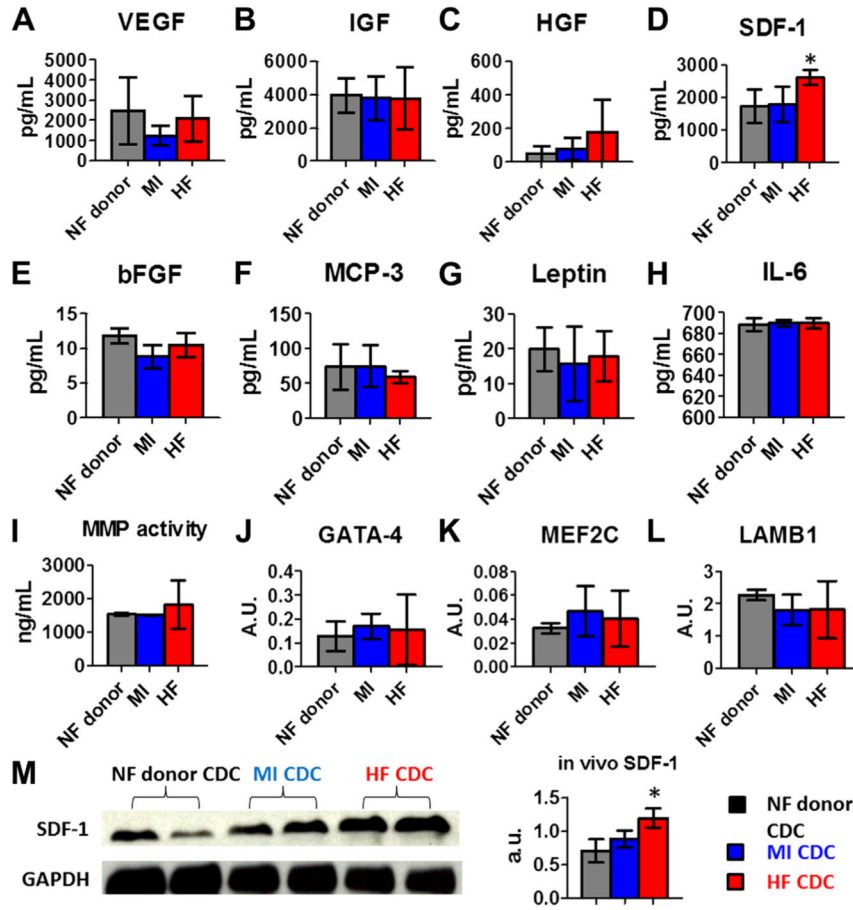 A VEGF
pg/mL
5000
4000
3000
2000
1000
0
NF donor
MI
HF
B IGF
pg/mL
8000
4000
0
NF donor
MI
HF
C HGF
pg/mL
600
400
200
0
NF donor
MI
HF
D SDF-1
pg/mL
3000
2000
1000
0
*
NF donor
MI
HF
E bFGF
pg/mL
15
10
5
0
NF donor
MI
HF
F MCP-3
pg/mL
150
100
50
0
NF donor
MI
HF
G Leptin
pg/mL
30
20
10
0
NF donor
MI
HF
H IL-6
pg/mL
700
680
660
640
620
600
NF donor
MI
HF
I MMP activity
ng/mL
3000
2000
1000
0
NF donor
MI
HF
J GATA-4
A.U.
0.4
0.3
0.2
0.1
0.0
NF donor
MI
HF
K MEF2C
A.U.
0.08
0.06
0.04
0.02
0.00
NF donor
MI
HF
L LAMB1
A.U.
3
2
1
0
NF donor
MI
HF
M NF donor CDC MI CDC HF CDC
SDF-1
GAPDH
in vivo SDF-1
a.u.
1.5
1.0
0.5
0.0
*
NF donor
CDC
MI CDC
HF CDC